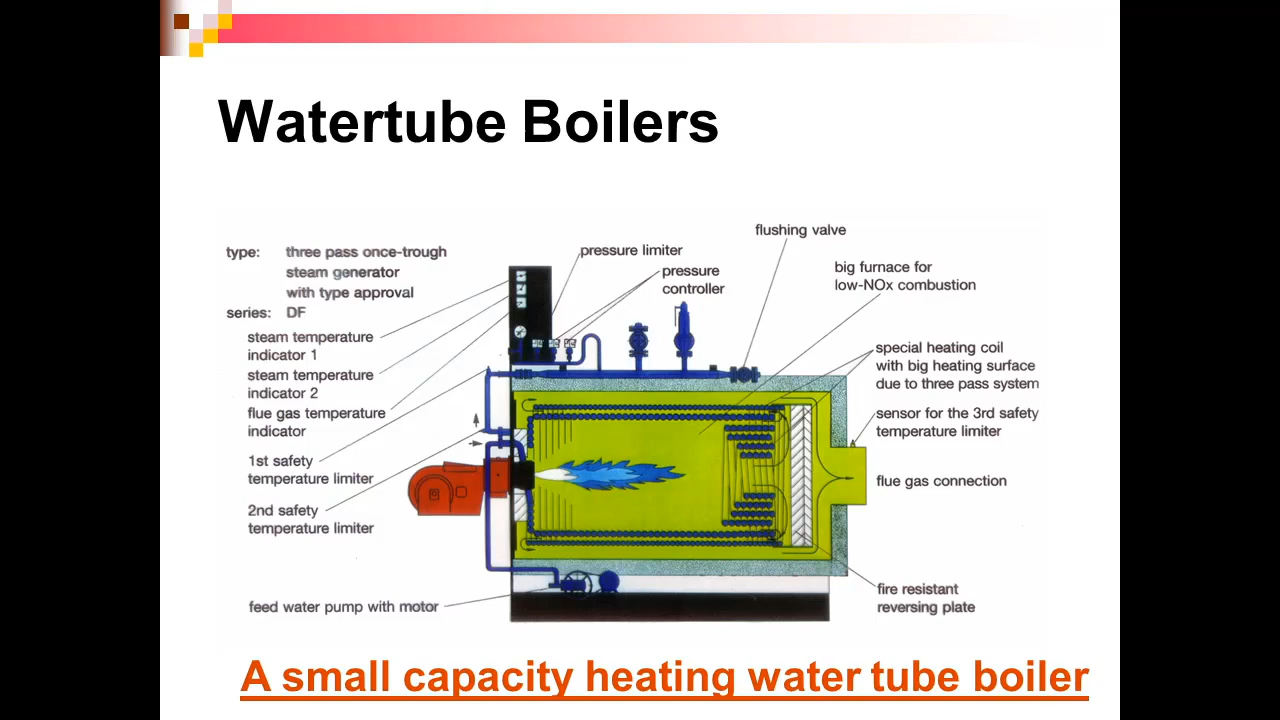 Watertube Boilers
type: three pass once-trough
steam generator
with type approval
series: DF
steam temperature
indicator 1
steam temperature
indicator 2
flue gas temperature
indicator
1st safety
temperature limiter
2nd safety
temperature limiter
feed water pump with motor
pressure limiter
pressure
controller
flushing valve
big furnace for
low-NOx combustion
special heating coil
with big heating surface
due to three pass system
sensor for the 3rd safety
temperature limiter
flue gas connection
fire resistant
reversing plate
A small capacity heating water tube boiler